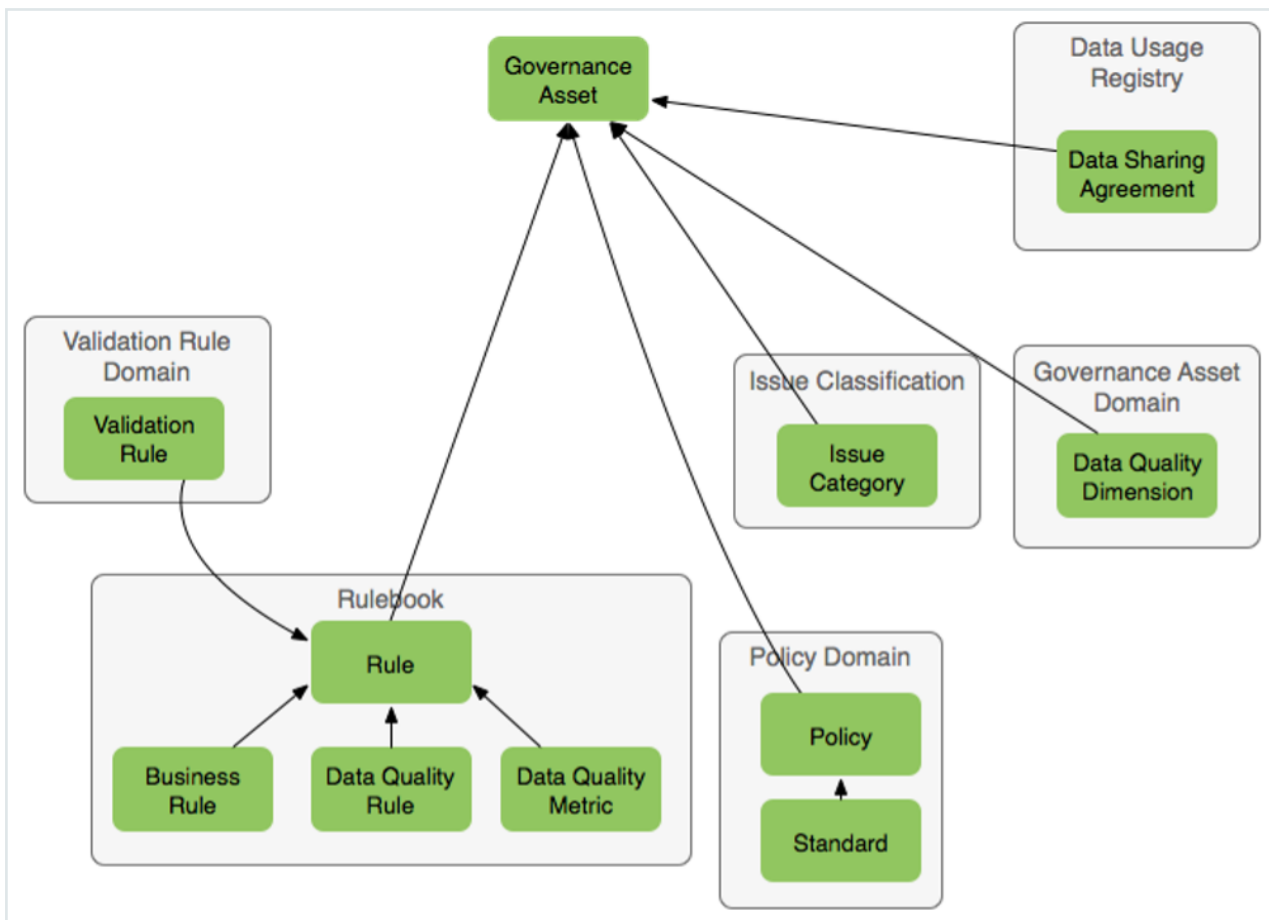 Governance
Asset
Data Usage
Registry
Data Sharing
Agreement
Validation Rule
Domain
Validation
Rule
Issue Classification
Issue
Category
Governance Asset
Domain
Data Quality
Dimension
Rulebook
Rule
Business
Rule
Data Quality
Rule
Data Quality
Metric
Policy Domain
Policy
Standard